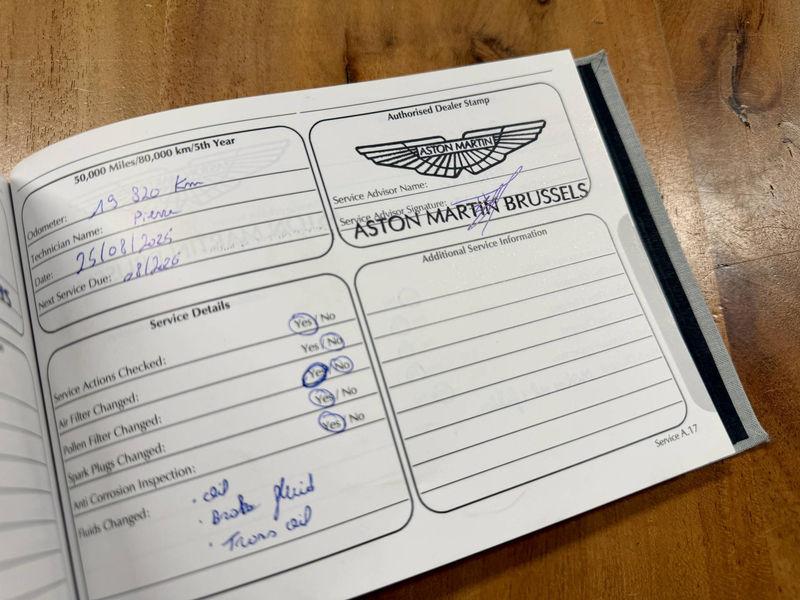 50,000 Miles/80,000 km/5th Year
Odometer: 19 820 Km
Technician Name: Pierre
Date: 25/08/2025
Next Service Due: 08/2026
Authorised Dealer Stamp
ASTON MARTIN
Service Advisor Name:
Service Advisor Signature:
ASTON MARTIN BRUSSELS
Service Details
Service Actions Checked: Yes / No
Air Filter Changed: Yes / No
Pollen Filter Changed: Yes / No
Spark Plugs Changed: Yes / No
Anti Corrosion Inspection: Yes / No
Fluids Changed: · oil
· Brake fluid
· Trans oil
Additional Service Information
Service A.17